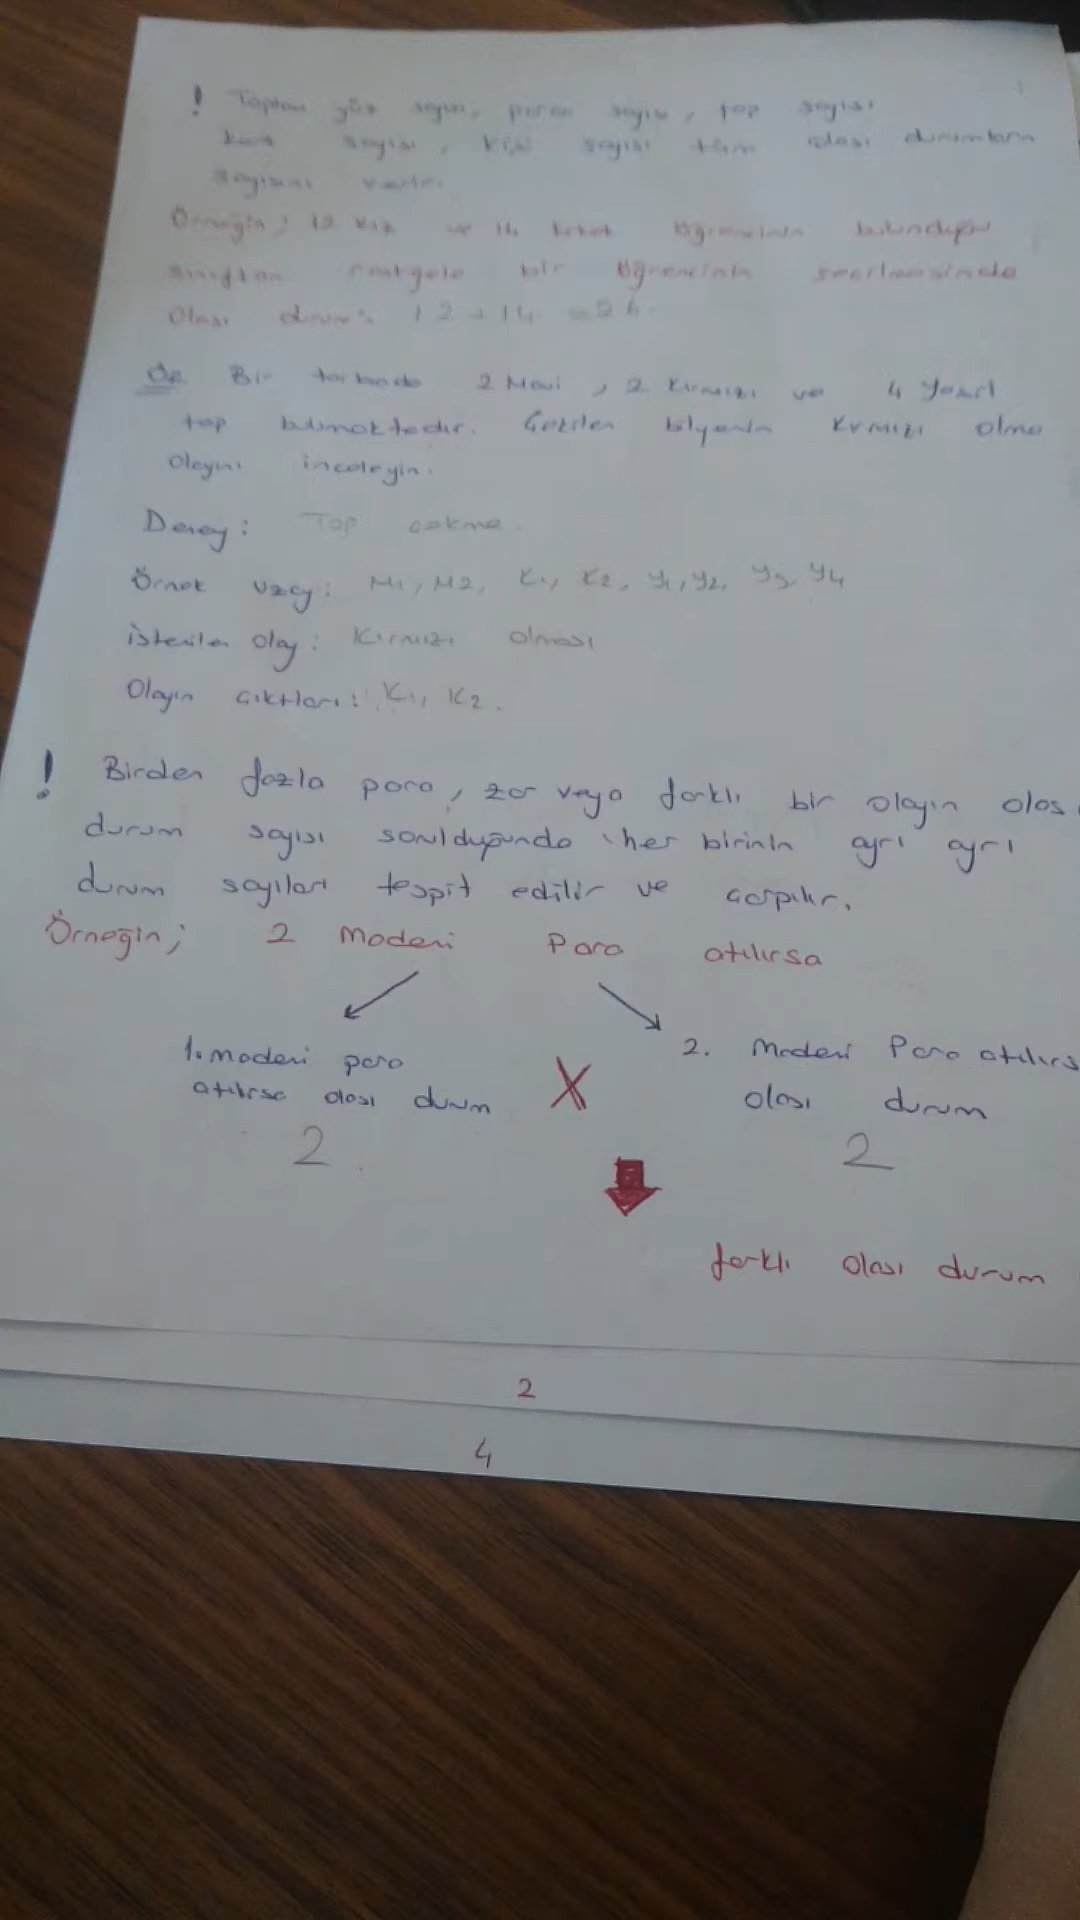 ! Toplam yüz sayısı, paran sayısı, top sayısı
kart sayısı, kişi sayısı tüm olası durumların
sayısını verir.
Örneğin; 12 kız ve 14 erkek öğrencinin bulunduğu
sınıftan rastgele bir öğrencinin seçilmesinde
Olası durum: 12 + 14 = 26.
Ör Bir torbada 2 Mavi, 2 Kırmızı ve 4 Yeşil
top bulunmaktadır. Çekilen bilyenin Kırmızı olma
Olayını inceleyin.
Deney: Top çekme.
Örnek uzay: M1, M2, K1, K2, Y1, Y2, Y3, Y4
İstenilen olay: Kırmızı olması
Olayın çıktıları: K1, K2.
! Birden fazla para, zar veya farklı bir olayın olas
durum sayısı sorulduğunda her birinin ayrı ayrı
durum sayıları tespit edilir ve çarpılır.
Örneğin; 2 Madeni Para atılırsa
1. madeni para
atılırsa olası durum
2
X
2. Madeni Para atılırs
olası durum
2
farklı olası durum
2
4